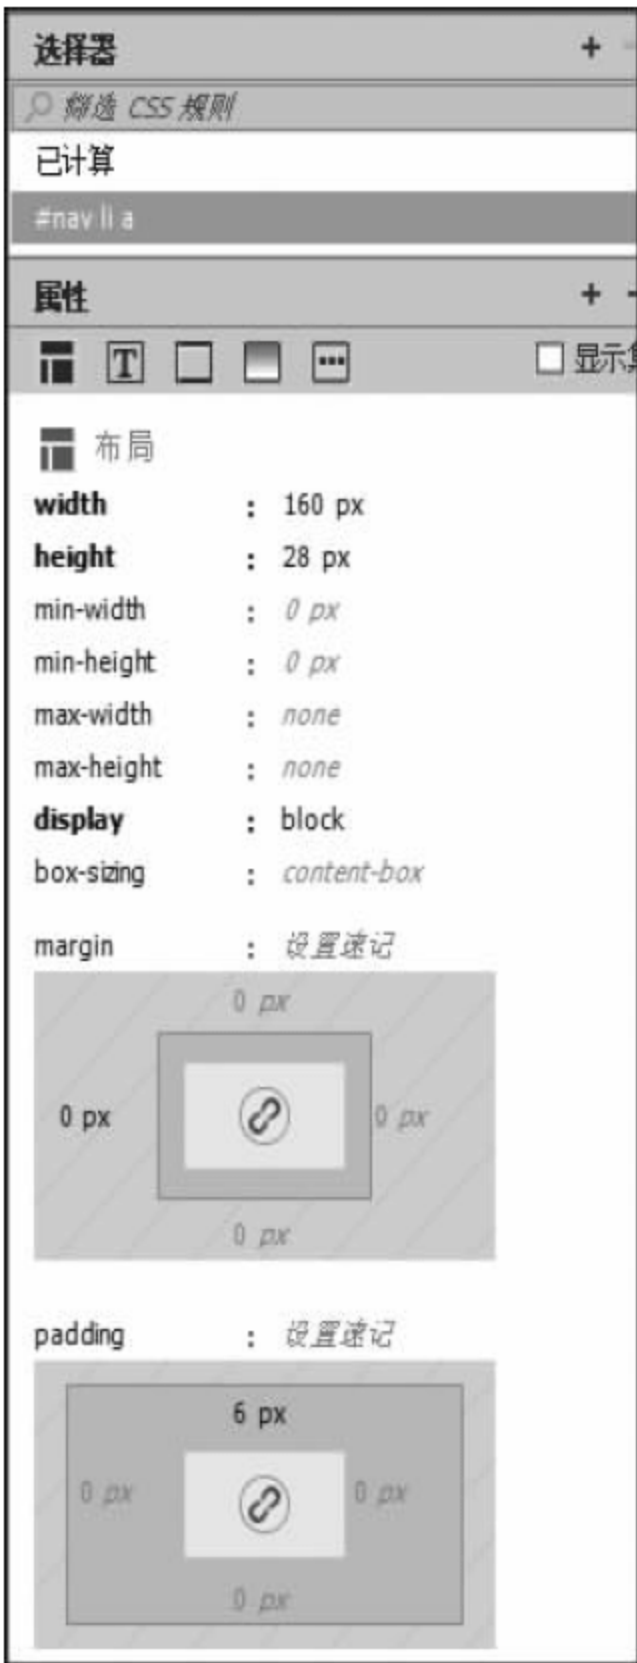 选择器 +
筛选 CSS 规则
已计算
#nav li a
属性 + -
T 显示
布局
width : 160 px
height : 28 px
min-width : 0 px
min-height : 0 px
max-width : none
max-height : none
display : block
box-sizing : content-box
margin : 设置速记
0 px
0 px 0 px
0 px
padding : 设置速记
6 px
0 px 0 px
0 px